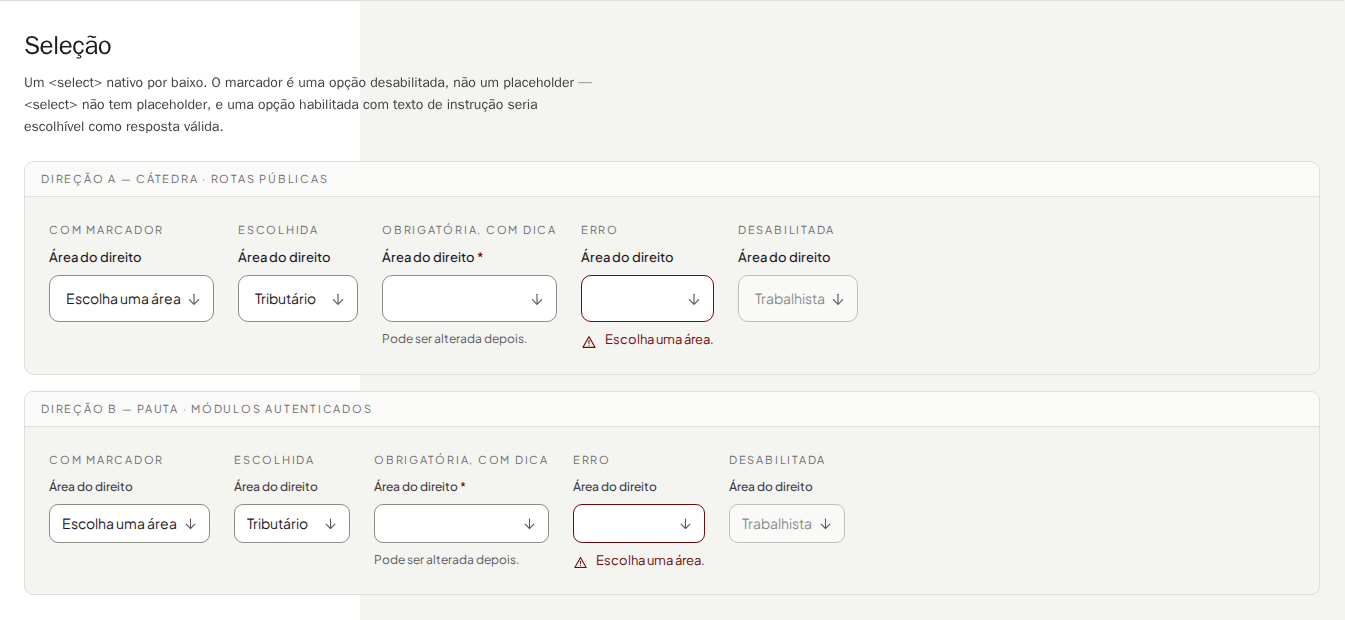 Seleção
Um <select> nativo por baixo. O marcador é uma opção desabilitada, não um placeholder —
<select> não tem placeholder, e uma opção habilitada com texto de instrução seria
escolhível como resposta válida.
DIREÇÃO A — CÁTEDRA · ROTAS PÚBLICAS
COM MARCADOR ESCOLHIDA OBRIGATÓRIA, COM DICA ERRO DESABILITADA
Área do direito Área do direito Área do direito * Área do direito Área do direito
Escolha uma área Tributário Trabalhista
Pode ser alterada depois. Escolha uma área.
DIREÇÃO B — PAUTA · MÓDULOS AUTENTICADOS
COM MARCADOR ESCOLHIDA OBRIGATÓRIA, COM DICA ERRO DESABILITADA
Área do direito Área do direito Área do direito * Área do direito Área do direito
Escolha uma área Tributário Trabalhista
Pode ser alterada depois. Escolha uma área.